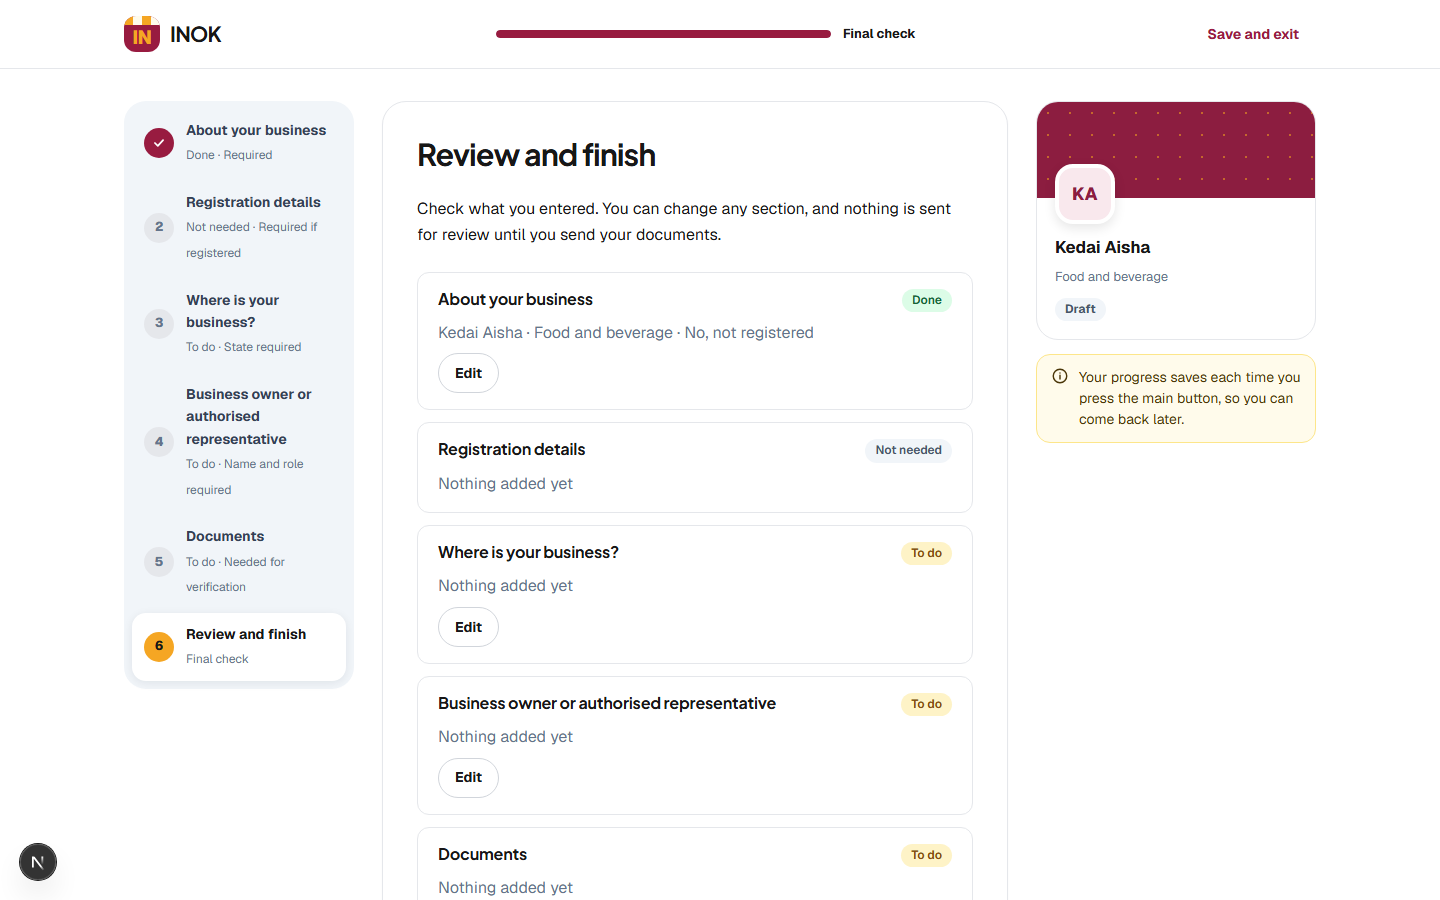 IN INOK
Final check
Save and exit
About your business
Done · Required
2
Registration details
Not needed · Required if
registered
3
Where is your
business?
To do · State required
4
Business owner or
authorised
representative
To do · Name and role
required
5
Documents
To do · Needed for
verification
6
Review and finish
Final check
Review and finish
Check what you entered. You can change any section, and nothing is sent
for review until you send your documents.
About your business
Done
Kedai Aisha · Food and beverage · No, not registered
Edit
Registration details
Not needed
Nothing added yet
Where is your business?
To do
Nothing added yet
Edit
Business owner or authorised representative
To do
Nothing added yet
Edit
Documents
To do
Nothing added yet
KA
Kedai Aisha
Food and beverage
Draft
Your progress saves each time you
press the main button, so you can
come back later.
N